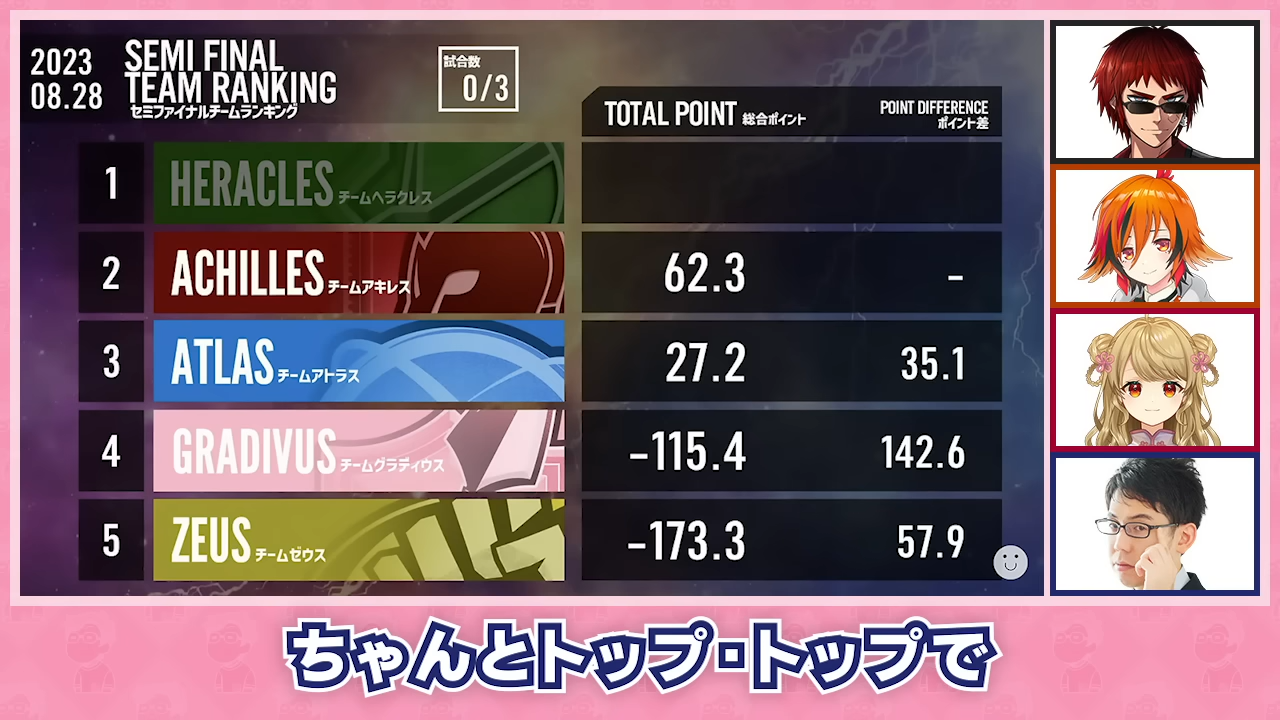 2023
08.28
SEMI FINAL
TEAM RANKING
セミファイナルチームランキング
試合数
0/3
TOTAL POINT 総合ポイント
POINT DIFFERENCE
ポイント差
1 HERACLES チームヘラクレス
2 ACHILLES チームアキレス 62.3 -
3 ATLAS チームアトラス 27.2 35.1
4 GRADIVUS チームグラディウス -115.4 142.6
5 ZEUS チームゼウス -173.3 57.9
ちゃんとトップ・トップで